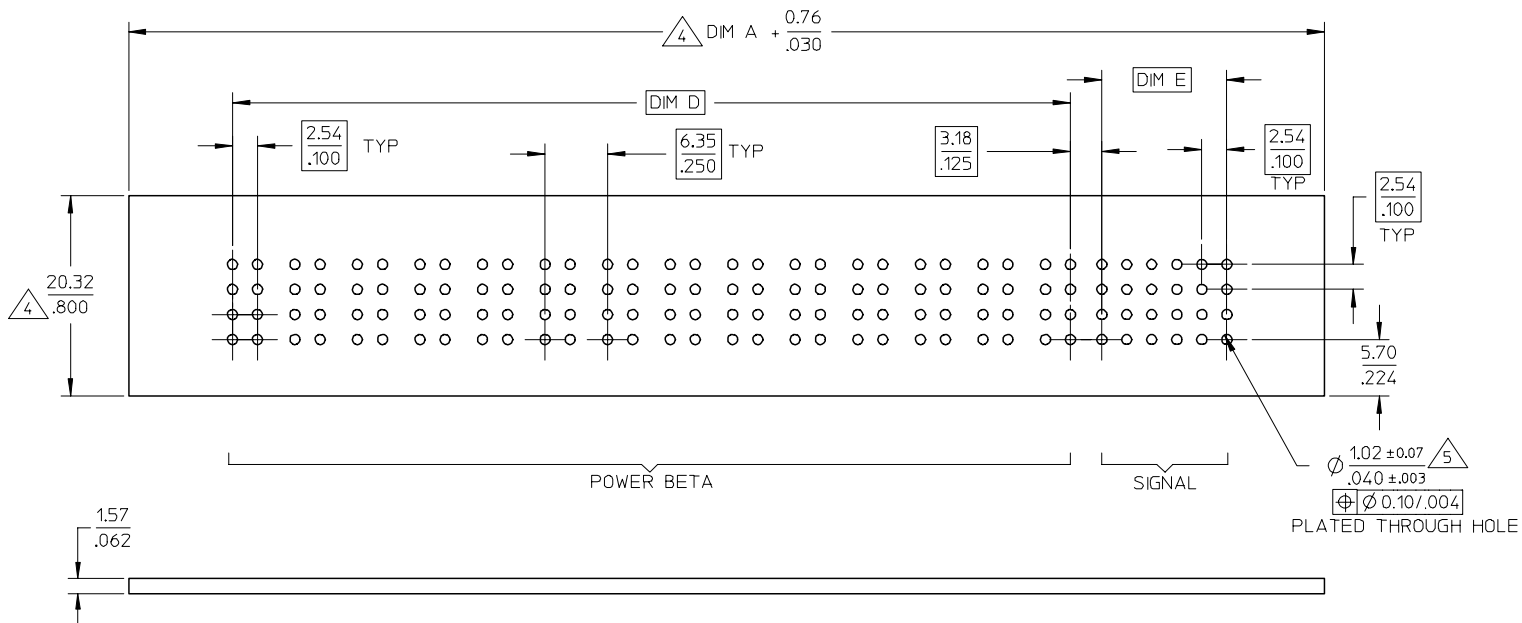 4 DIM A + 0.76
.030
DIM E
DIM D
2.54
.100
TYP
6.35
.250
TYP
3.18
.125
2.54
.100
TYP
2.54
.100
TYP
4 20.32
.800
5.70
.224
POWER BETA
SIGNAL
Ø 1.02 ±0.07 5
.040 ±.003
⌖ Ø 0.10/.004
PLATED THROUGH HOLE
1.57
.062